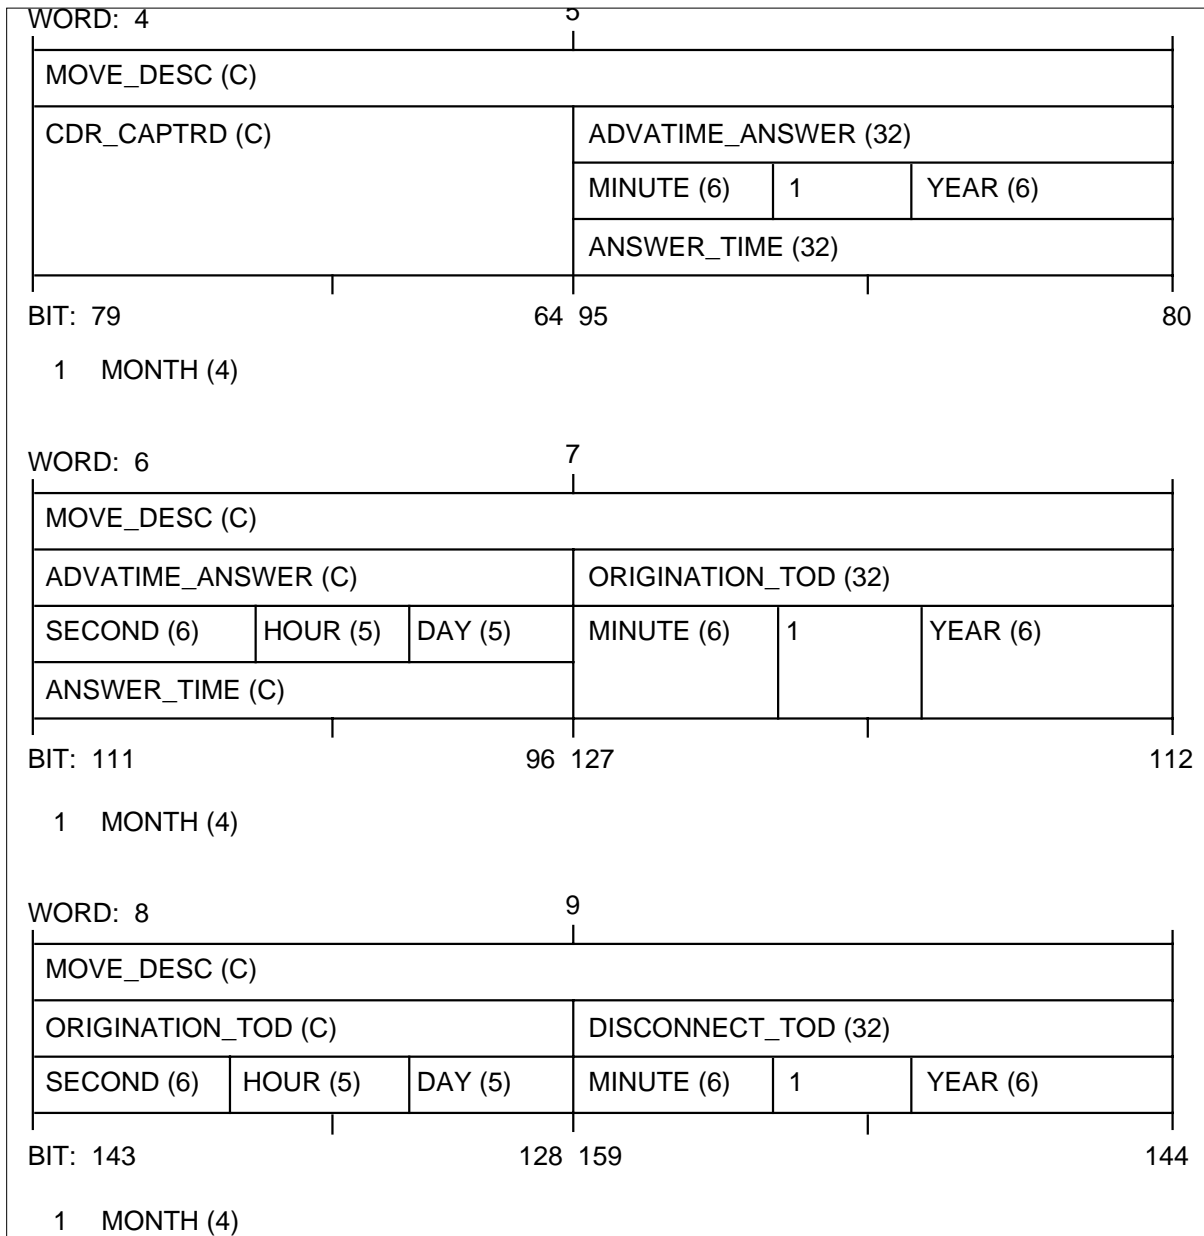 WORD: 4 5
MOVE_DESC (C)
CDR_CAPTRD (C) ADVATIME_ANSWER (32)
MINUTE (6) 1 YEAR (6)
ANSWER_TIME (32)
BIT: 79 64 95 80
1 MONTH (4)
WORD: 6 7
MOVE_DESC (C)
ADVATIME_ANSWER (C) ORIGINATION_TOD (32)
SECOND (6) HOUR (5) DAY (5) MINUTE (6) 1 YEAR (6)
ANSWER_TIME (C)
BIT: 111 96 127 112
1 MONTH (4)
WORD: 8 9
MOVE_DESC (C)
ORIGINATION_TOD (C) DISCONNECT_TOD (32)
SECOND (6) HOUR (5) DAY (5) MINUTE (6) 1 YEAR (6)
BIT: 143 128 159 144
1 MONTH (4)